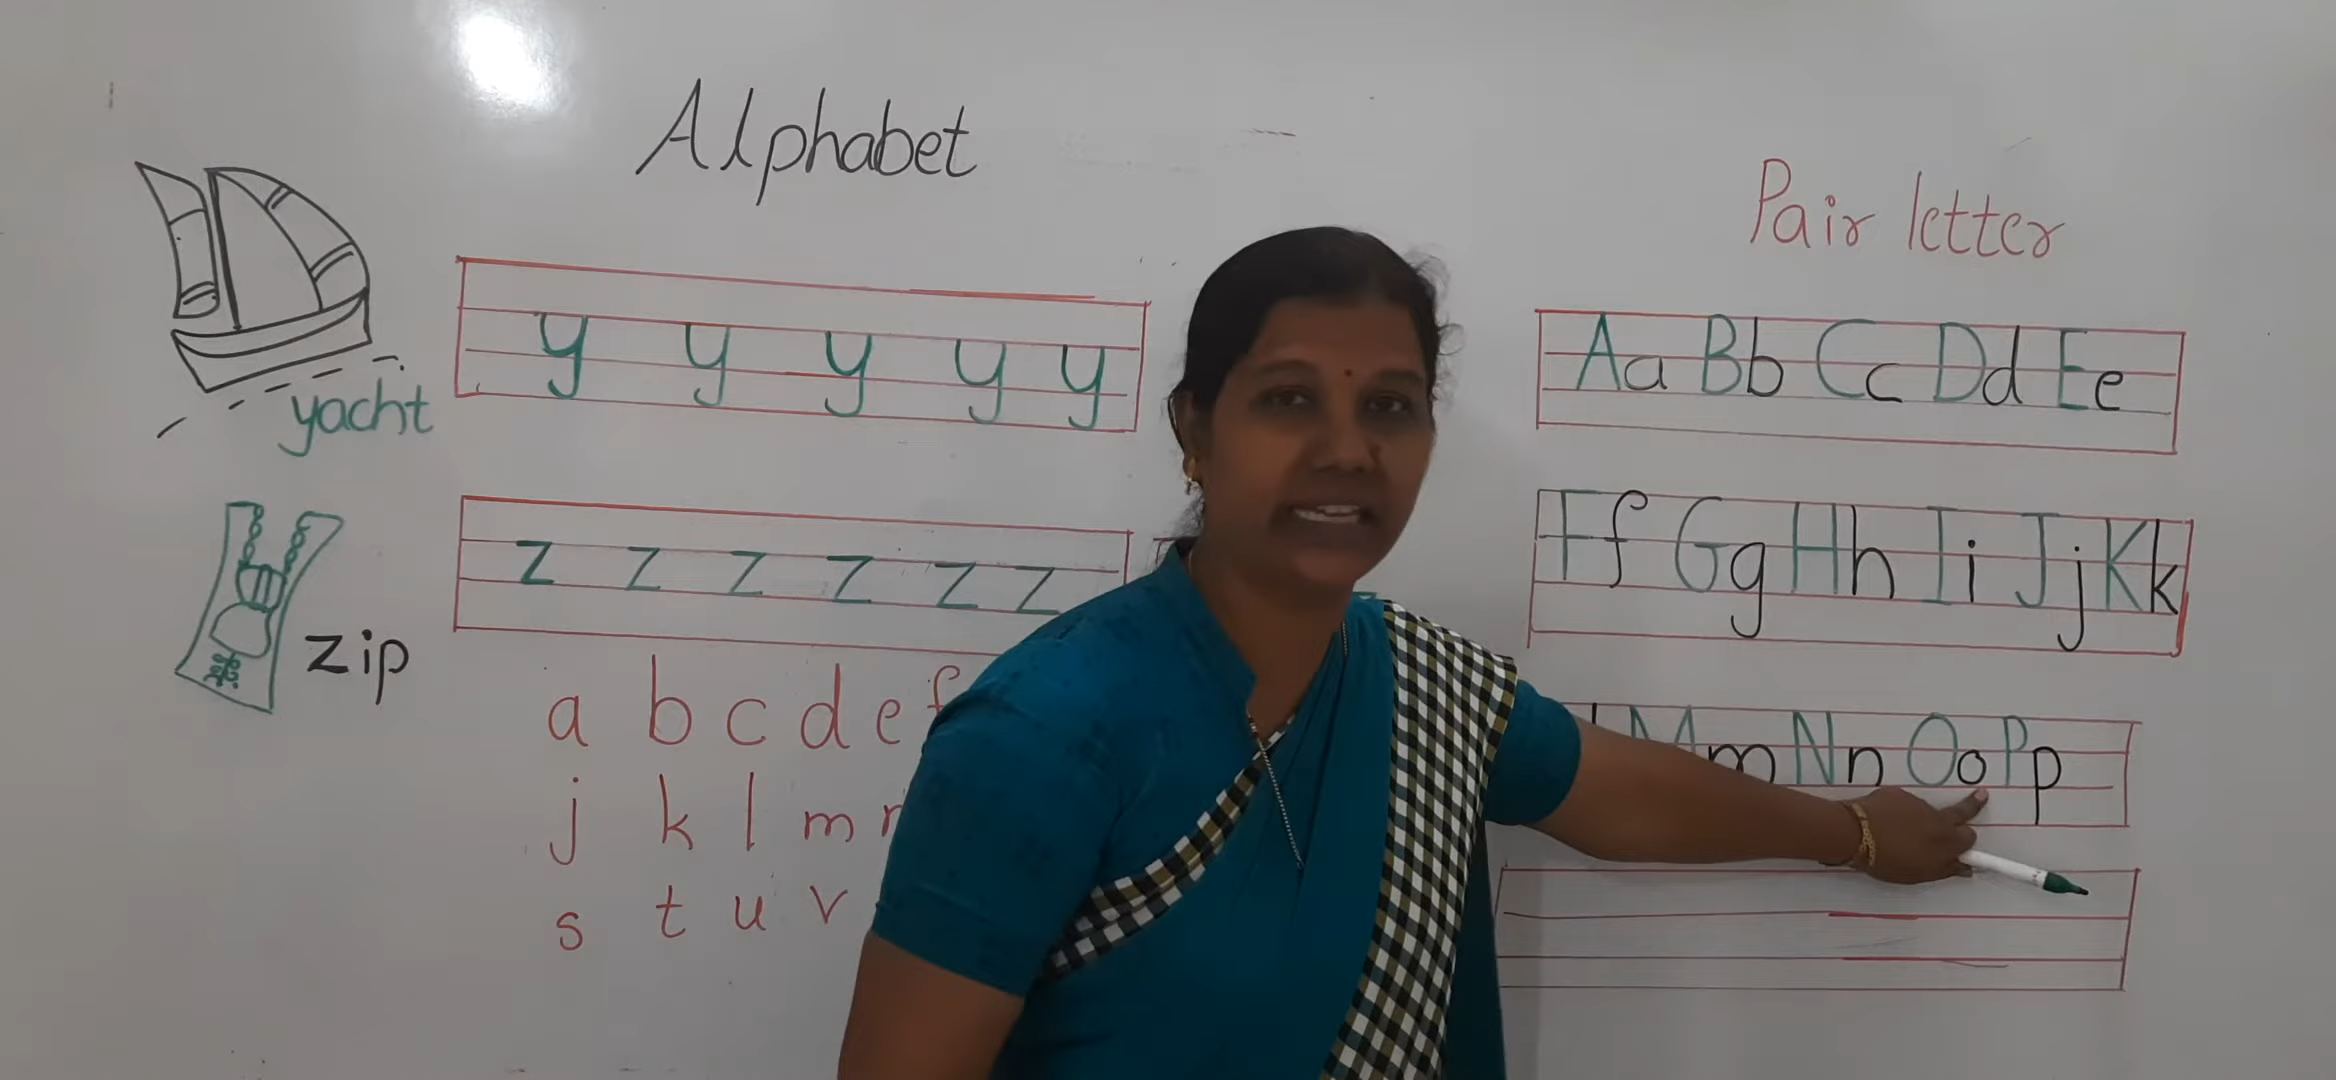 Alphabet
Pair letter
y y y y y
yacht
Aa Bb Cc Dd Ee
z z z z z z
zip
Ff Gg Hh Ii Jj Kk
a b c d e f
j k l m
s t u v
Mm Nn Oo Pp